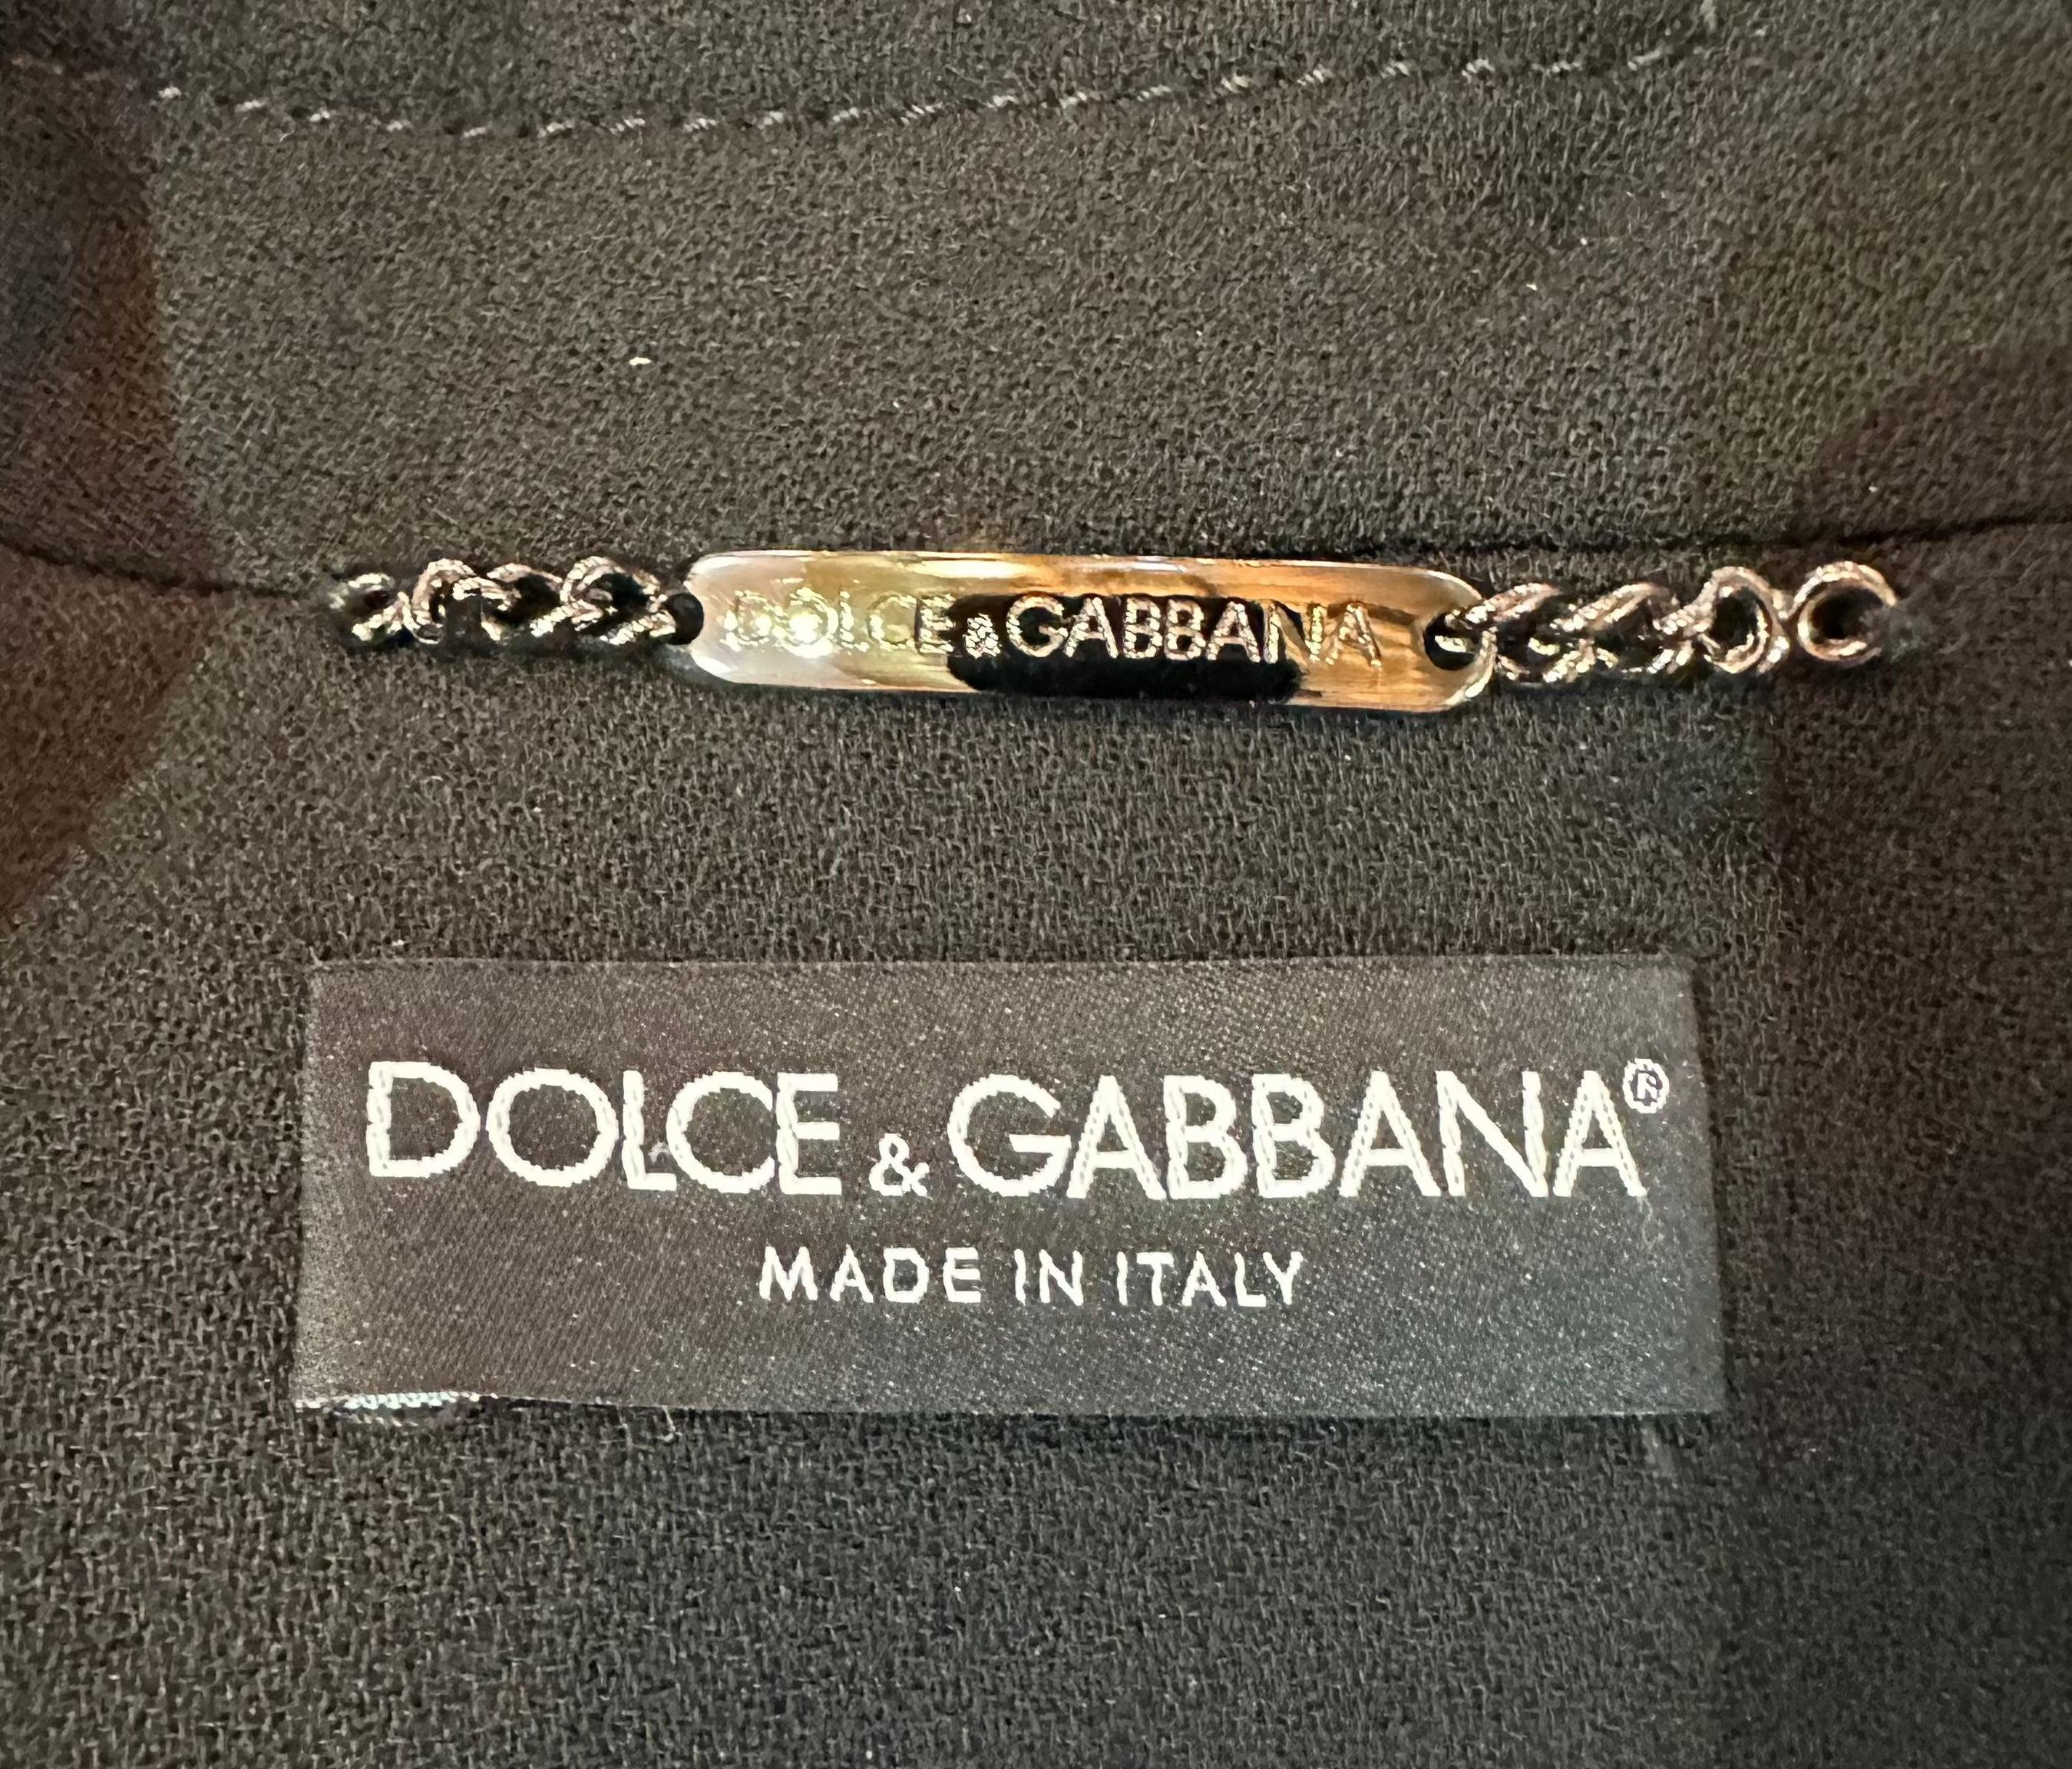 DOLCE & GABBANA
DOLCE & GABBANA®
MADE IN ITALY